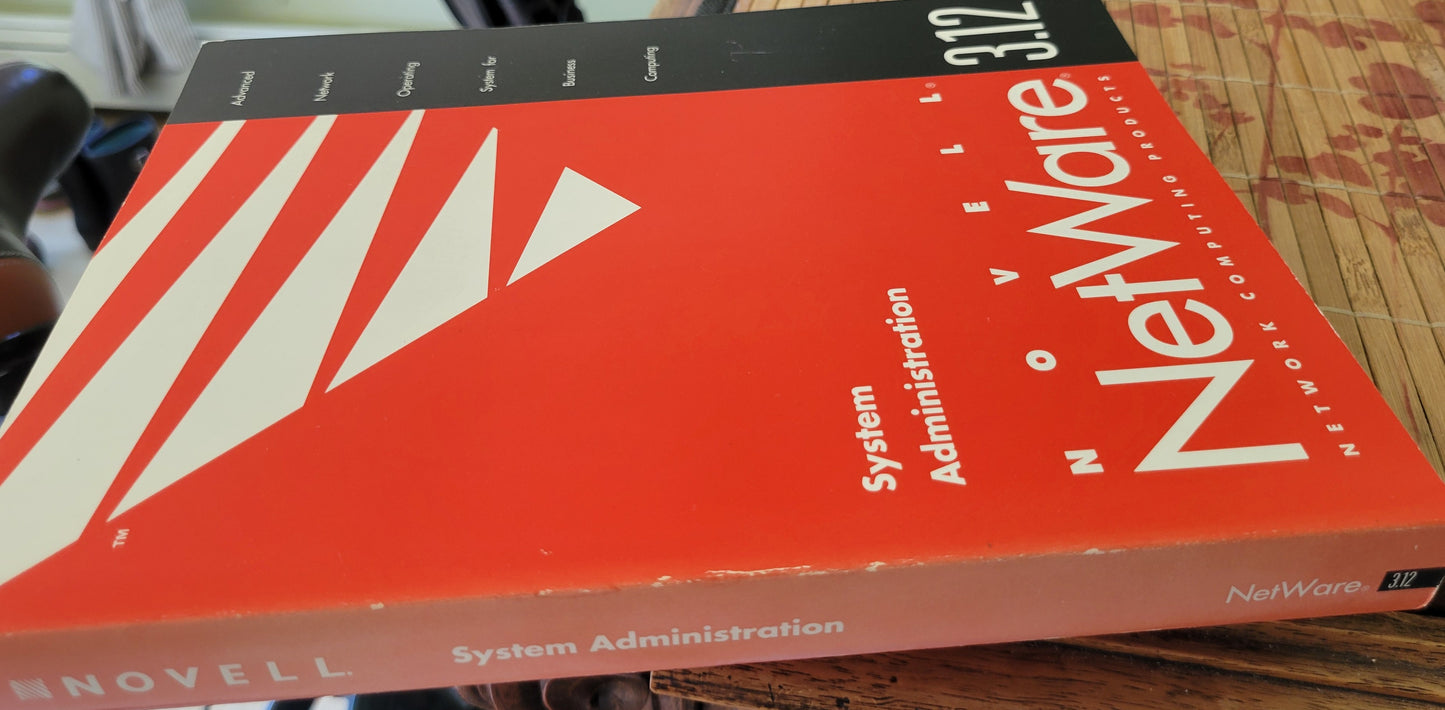 3.12
Advanced
Network
Operating
System for
Business
Computing
™
System
Administration
NOVELL®
NetWare®
NETWORK COMPUTING PRODUCTS
NOVELL®
System Administration
NetWare®
3.12